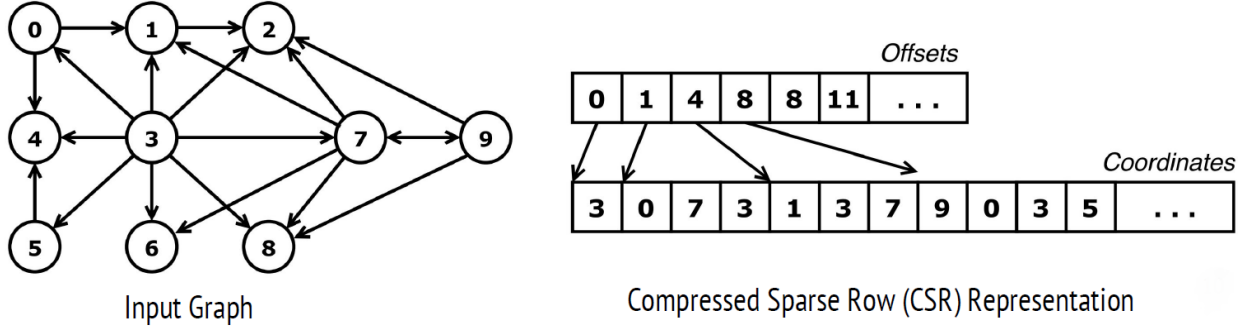 0 1 2
4 3 7 9
5 6 8
Input Graph
Offsets
0 1 4 8 8 11 . . .
Coordinates
3 0 7 3 1 3 7 9 0 3 5 . . .
Compressed Sparse Row (CSR) Representation